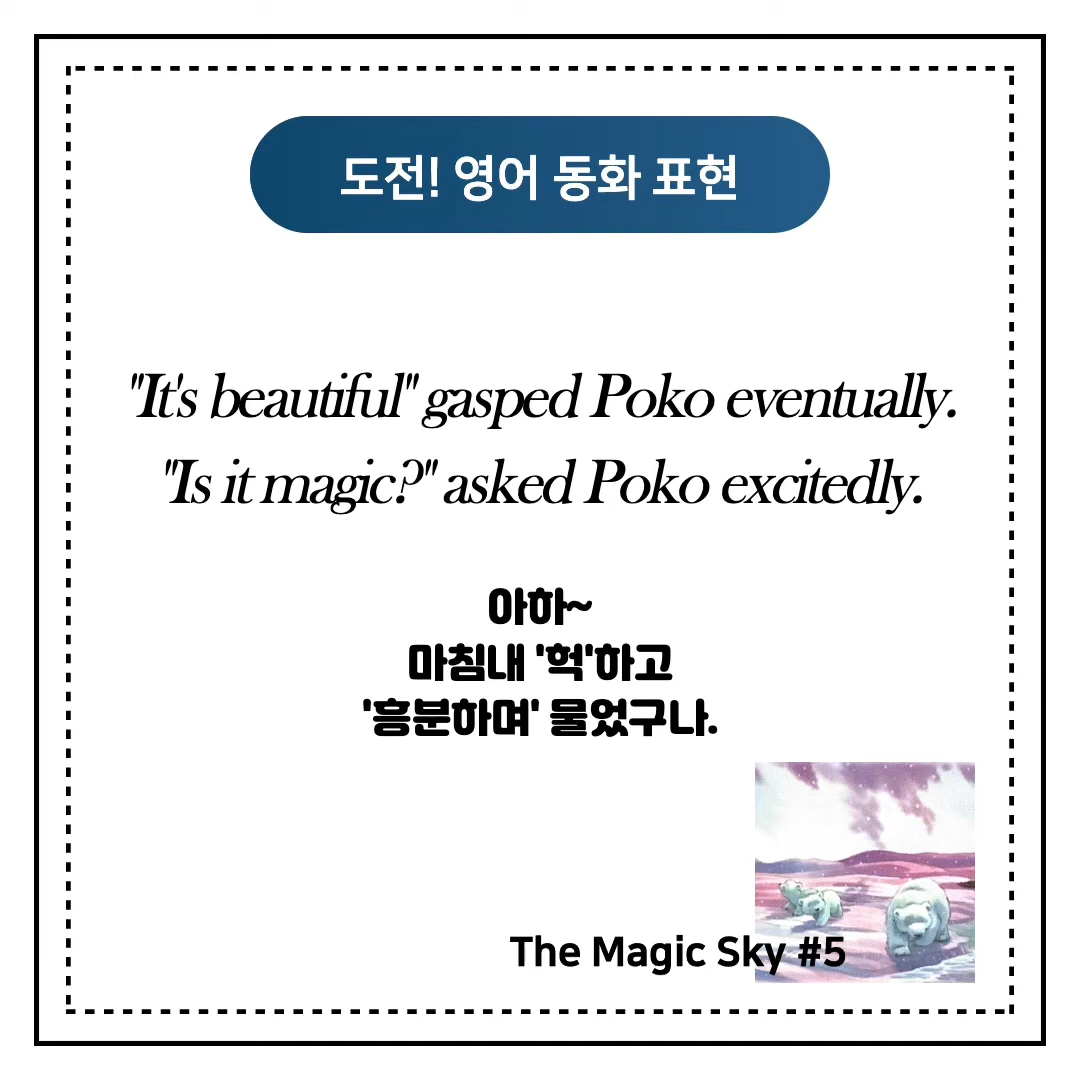 도전! 영어 동화 표현
"It's beautiful" gasped Poko eventually.
"Is it magic?" asked Poko excitedly.
아하~
마침내 '헉'하고
'흥분하며' 물었구나.
The Magic Sky #5